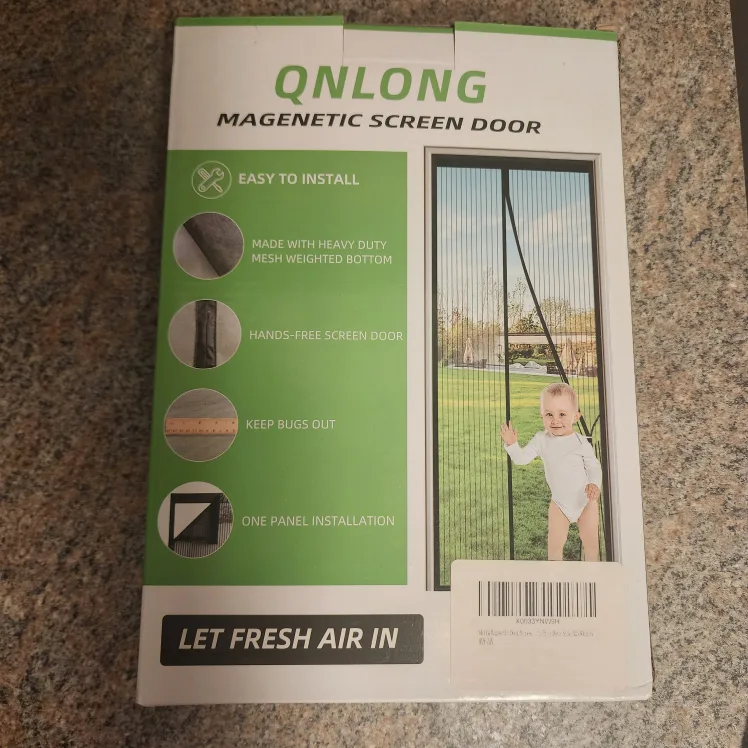 QNLONG
MAGENETIC SCREEN DOOR
EASY TO INSTALL
MADE WITH HEAVY DUTY
MESH WEIGHTED BOTTOM
HANDS-FREE SCREEN DOOR
KEEP BUGS OUT
ONE PANEL INSTALLATION
LET FRESH AIR IN